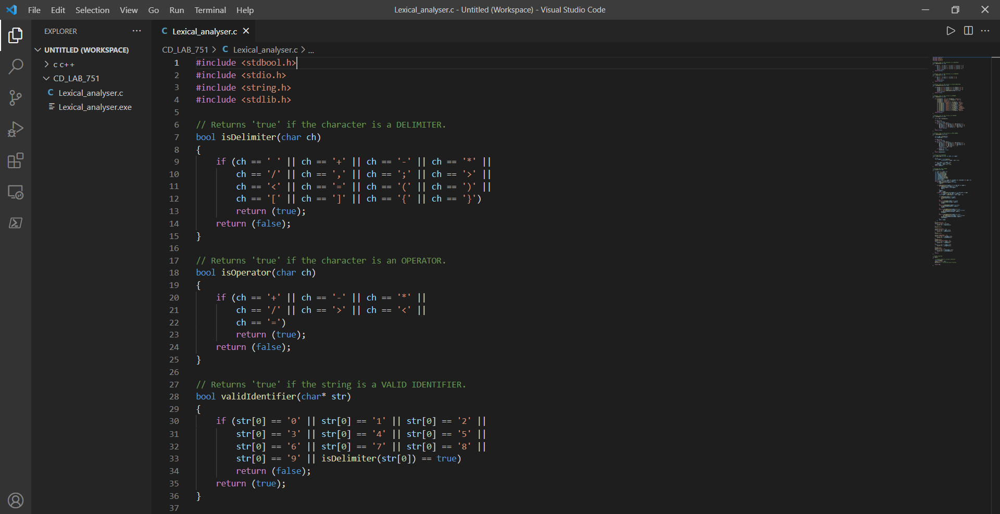 File Edit Selection View Go Run Terminal Help
Lexical_analyser.c - Untitled (Workspace) - Visual Studio Code
EXPLORER
UNTITLED (WORKSPACE)
c c++
CD_LAB_751
C Lexical_analyser.c
Lexical_analyser.exe
C Lexical_analyser.c
CD_LAB_751 > C Lexical_analyser.c > ...
1 #include <stdbool.h>
2 #include <stdio.h>
3 #include <string.h>
4 #include <stdlib.h>
5
6 // Returns 'true' if the character is a DELIMITER.
7 bool isDelimiter(char ch)
8 {
9     if (ch == ' ' || ch == '+' || ch == '-' || ch == '*' ||
10         ch == '/' || ch == ',' || ch == ';' || ch == '>' ||
11         ch == '<' || ch == '=' || ch == '(' || ch == ')' ||
12         ch == '[' || ch == ']' || ch == '{' || ch == '}')
13         return (true);
14     return (false);
15 }
16
17 // Returns 'true' if the character is an OPERATOR.
18 bool isOperator(char ch)
19 {
20     if (ch == '+' || ch == '-' || ch == '*' ||
21         ch == '/' || ch == '>' || ch == '<' ||
22         ch == '=')
23         return (true);
24     return (false);
25 }
26
27 // Returns 'true' if the string is a VALID IDENTIFIER.
28 bool validIdentifier(char* str)
29 {
30     if (str[0] == '0' || str[0] == '1' || str[0] == '2' ||
31         str[0] == '3' || str[0] == '4' || str[0] == '5' ||
32         str[0] == '6' || str[0] == '7' || str[0] == '8' ||
33         str[0] == '9' || isDelimiter(str[0]) == true)
34         return (false);
35     return (true);
36 }
37